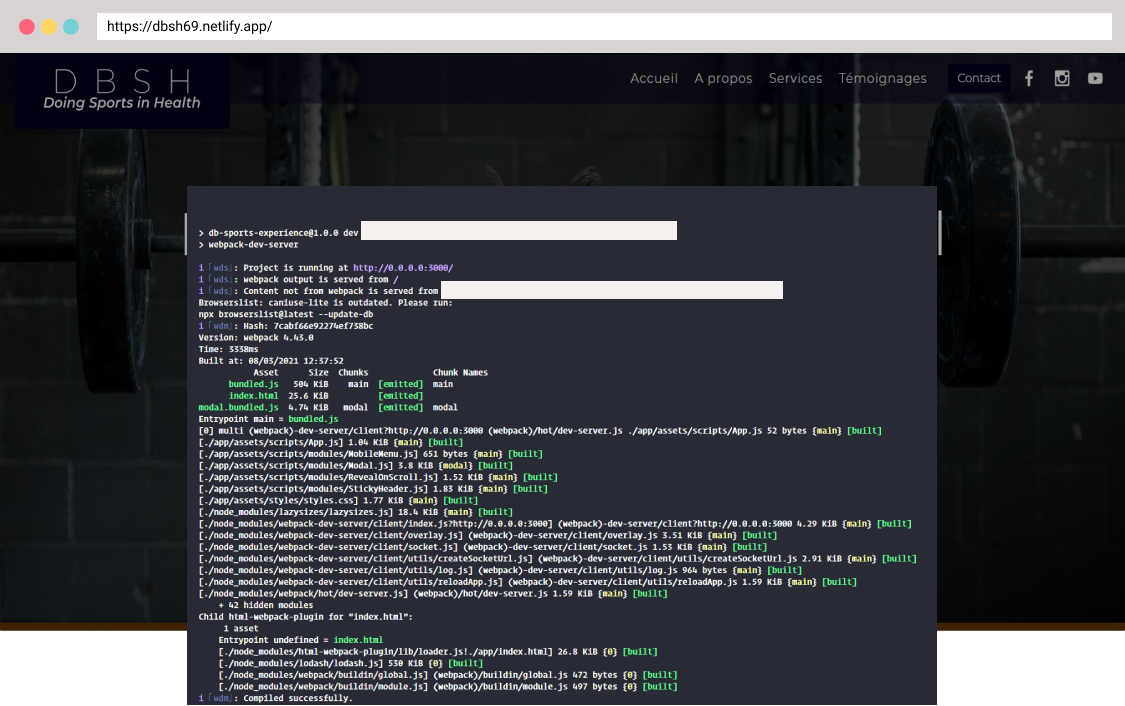 https://dbsh69.netlify.app/
DBSH
Doing Sports in Health
Accueil A propos Services Témoignages Contact
> db-sports-experience@1.0.0 dev
> webpack-dev-server
i ｢wds｣: Project is running at http://0.0.0.0:3000/
i ｢wds｣: webpack output is served from /
i ｢wds｣: Content not from webpack is served from
Browserslist: caniuse-lite is outdated. Please run:
npx browserslist@latest --update-db
i ｢wdm｣: Hash: 7cabf66e92274ef738bc
Version: webpack 4.43.0
Time: 3338ms
Built at: 08/03/2021 12:37:52
Asset Size Chunks Chunk Names
bundled.js 504 KiB main [emitted] main
index.html 25.6 KiB [emitted]
modal.bundled.js 4.74 KiB modal [emitted] modal
Entrypoint main = bundled.js
[0] multi (webpack)-dev-server/client?http://0.0.0.0:3000 (webpack)/hot/dev-server.js ./app/assets/scripts/App.js 52 bytes {main} [built]
[./app/assets/scripts/App.js] 1.04 KiB {main} [built]
[./app/assets/scripts/modules/MobileMenu.js] 651 bytes {main} [built]
[./app/assets/scripts/modules/Modal.js] 3.8 KiB {modal} [built]
[./app/assets/scripts/modules/RevealOnScroll.js] 1.52 KiB {main} [built]
[./app/assets/scripts/modules/StickyHeader.js] 1.83 KiB {main} [built]
[./app/assets/styles/styles.css] 1.77 KiB {main} [built]
[./node_modules/lazysizes/lazysizes.js] 18.4 KiB {main} [built]
[./node_modules/webpack-dev-server/client/index.js?http://0.0.0.0:3000] (webpack)-dev-server/client?http://0.0.0.0:3000 4.29 KiB {main} [built]
[./node_modules/webpack-dev-server/client/overlay.js] (webpack)-dev-server/client/overlay.js 3.51 KiB {main} [built]
[./node_modules/webpack-dev-server/client/socket.js] (webpack)-dev-server/client/socket.js 1.53 KiB {main} [built]
[./node_modules/webpack-dev-server/client/utils/createSocketUrl.js] (webpack)-dev-server/client/utils/createSocketUrl.js 2.91 KiB {main} [built]
[./node_modules/webpack-dev-server/client/utils/log.js] (webpack)-dev-server/client/utils/log.js 964 bytes {main} [built]
[./node_modules/webpack-dev-server/client/utils/reloadApp.js] (webpack)-dev-server/client/utils/reloadApp.js 1.59 KiB {main} [built]
[./node_modules/webpack/hot/dev-server.js] (webpack)/hot/dev-server.js 1.59 KiB {main} [built]
+ 42 hidden modules
Child html-webpack-plugin for "index.html":
1 asset
Entrypoint undefined = index.html
[./node_modules/html-webpack-plugin/lib/loader.js!./app/index.html] 26.8 KiB {0} [built]
[./node_modules/lodash/lodash.js] 530 KiB {0} [built]
[./node_modules/webpack/buildin/global.js] (webpack)/buildin/global.js 472 bytes {0} [built]
[./node_modules/webpack/buildin/module.js] (webpack)/buildin/module.js 497 bytes {0} [built]
i ｢wdm｣: Compiled successfully.